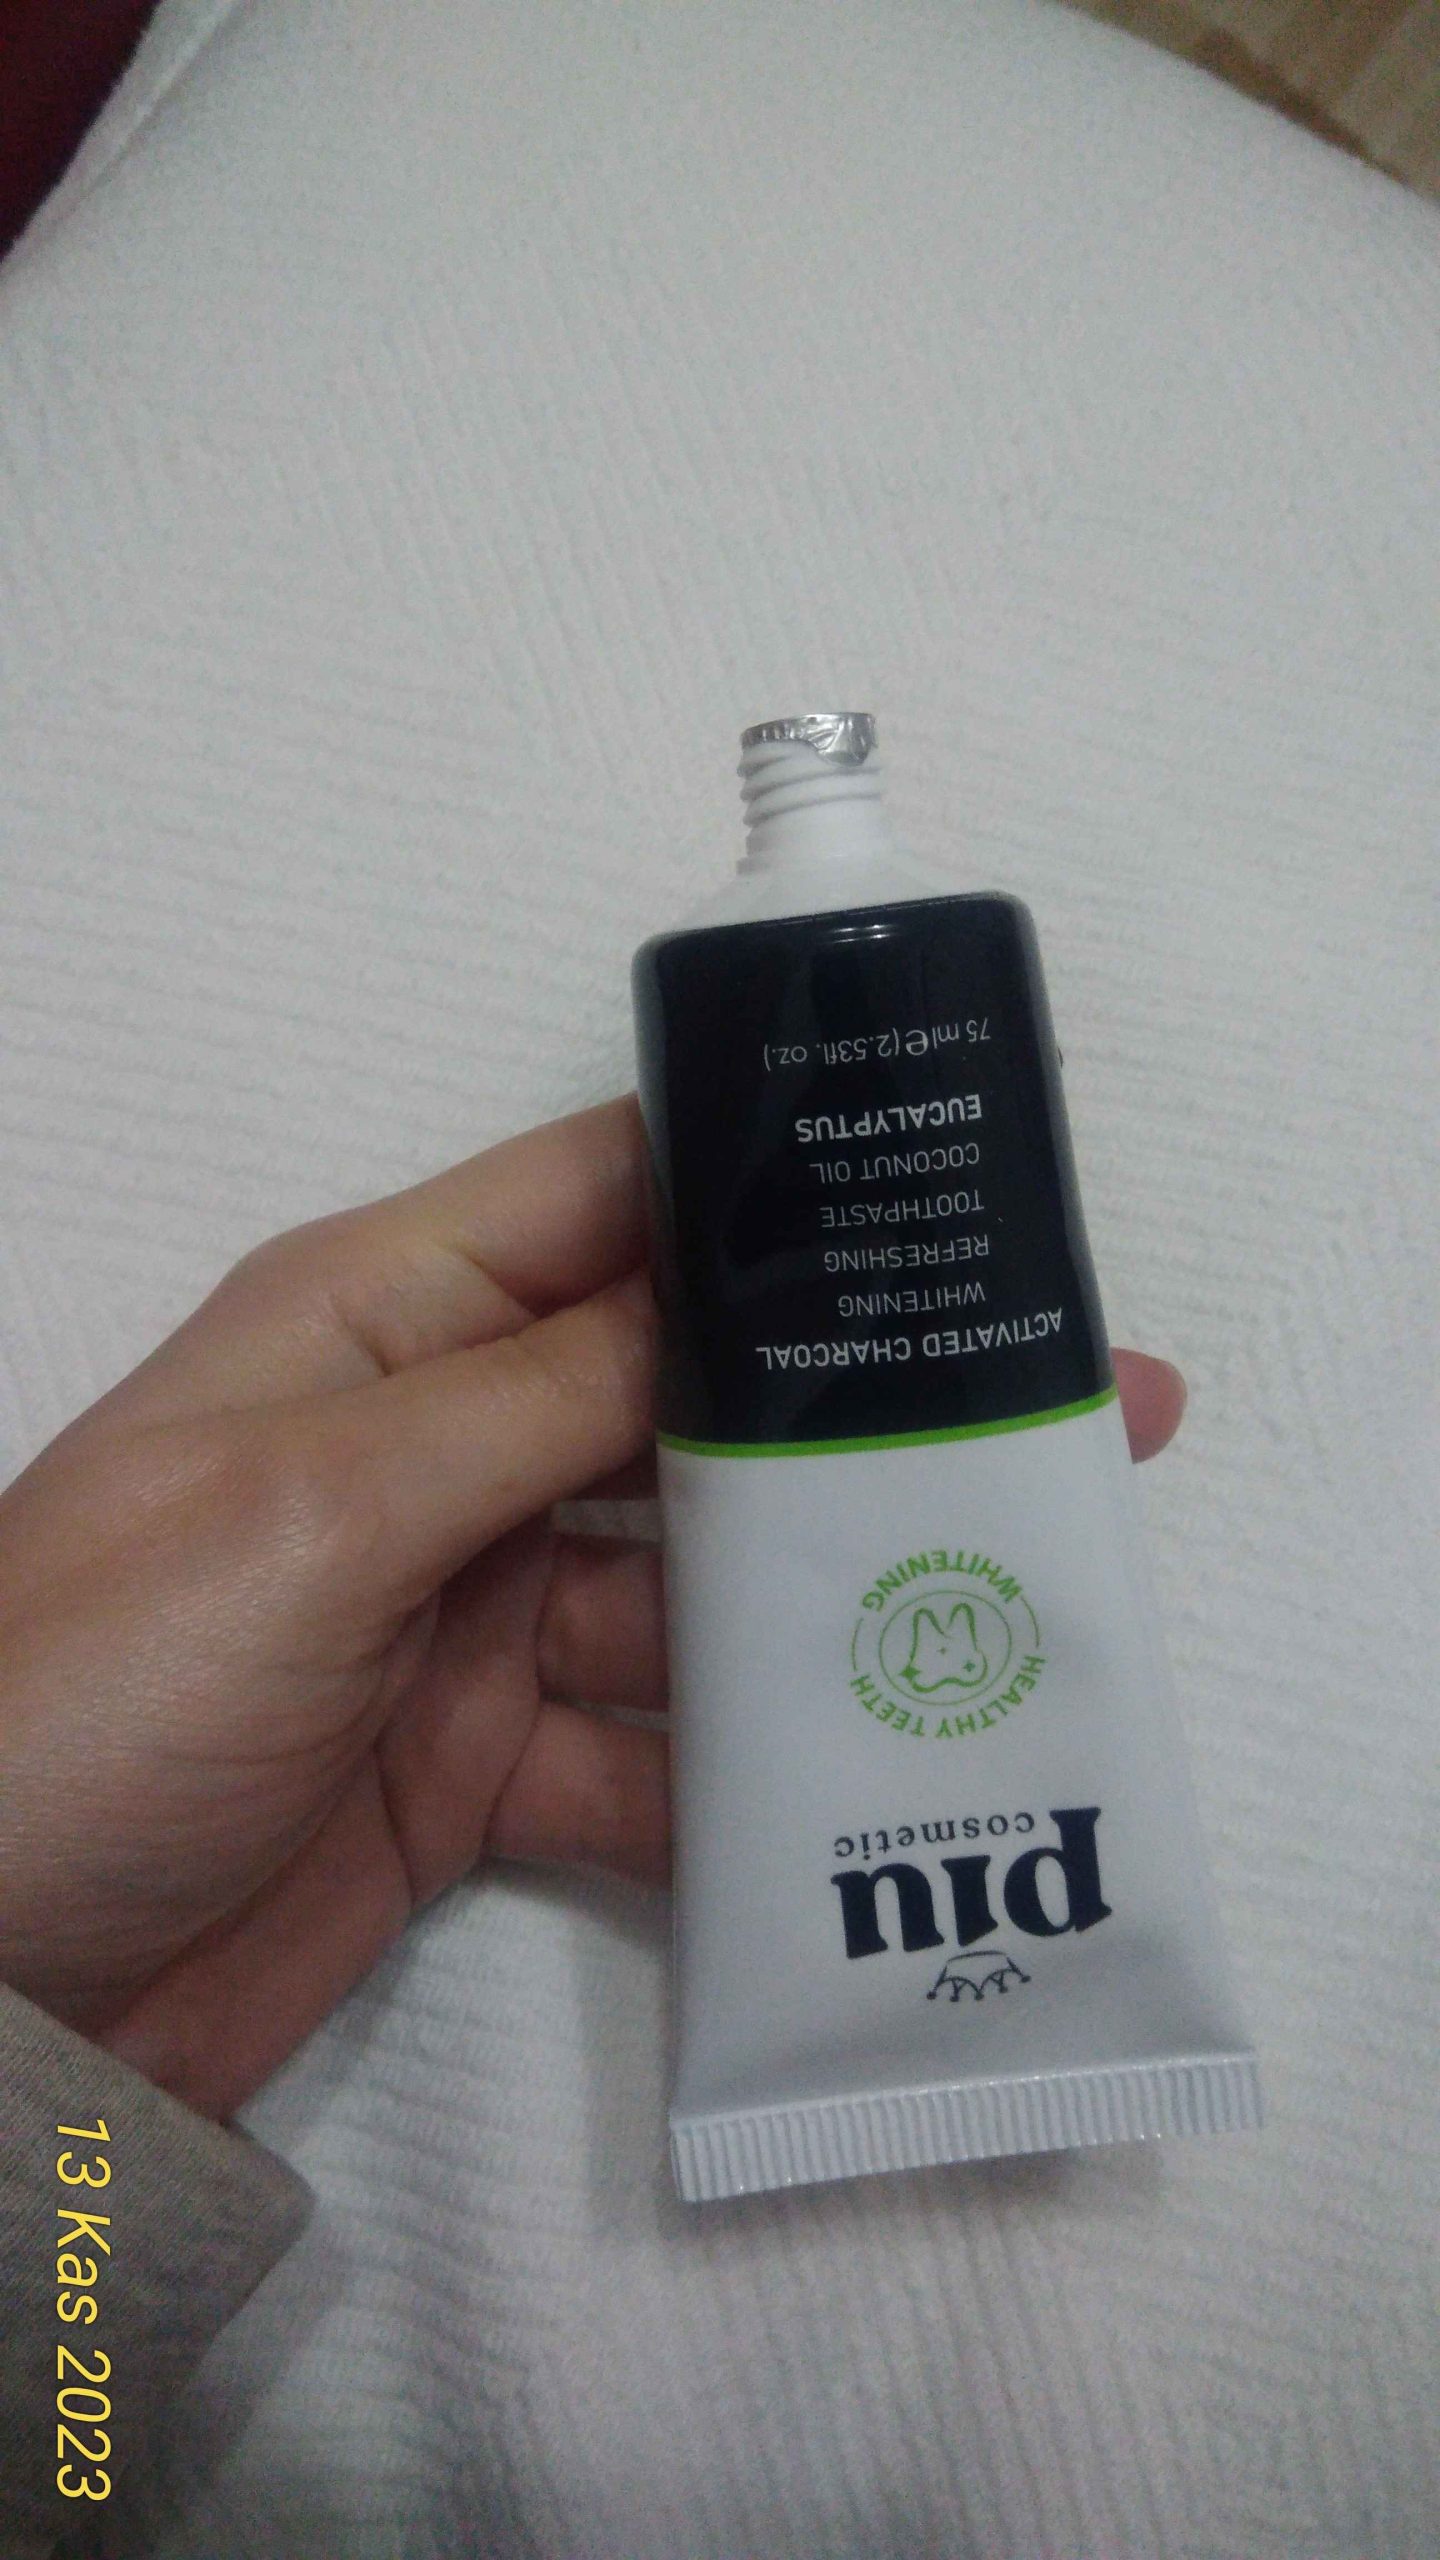 piu
cosmetic
HEALTHY TEETH
WHITENING
ACTIVATED CHARCOAL
WHITENING
REFRESHING
TOOTHPASTE
COCONUT OIL
EUCALYPTUS
75 ml e (2.53fl. oz.)
13 Kas 2023